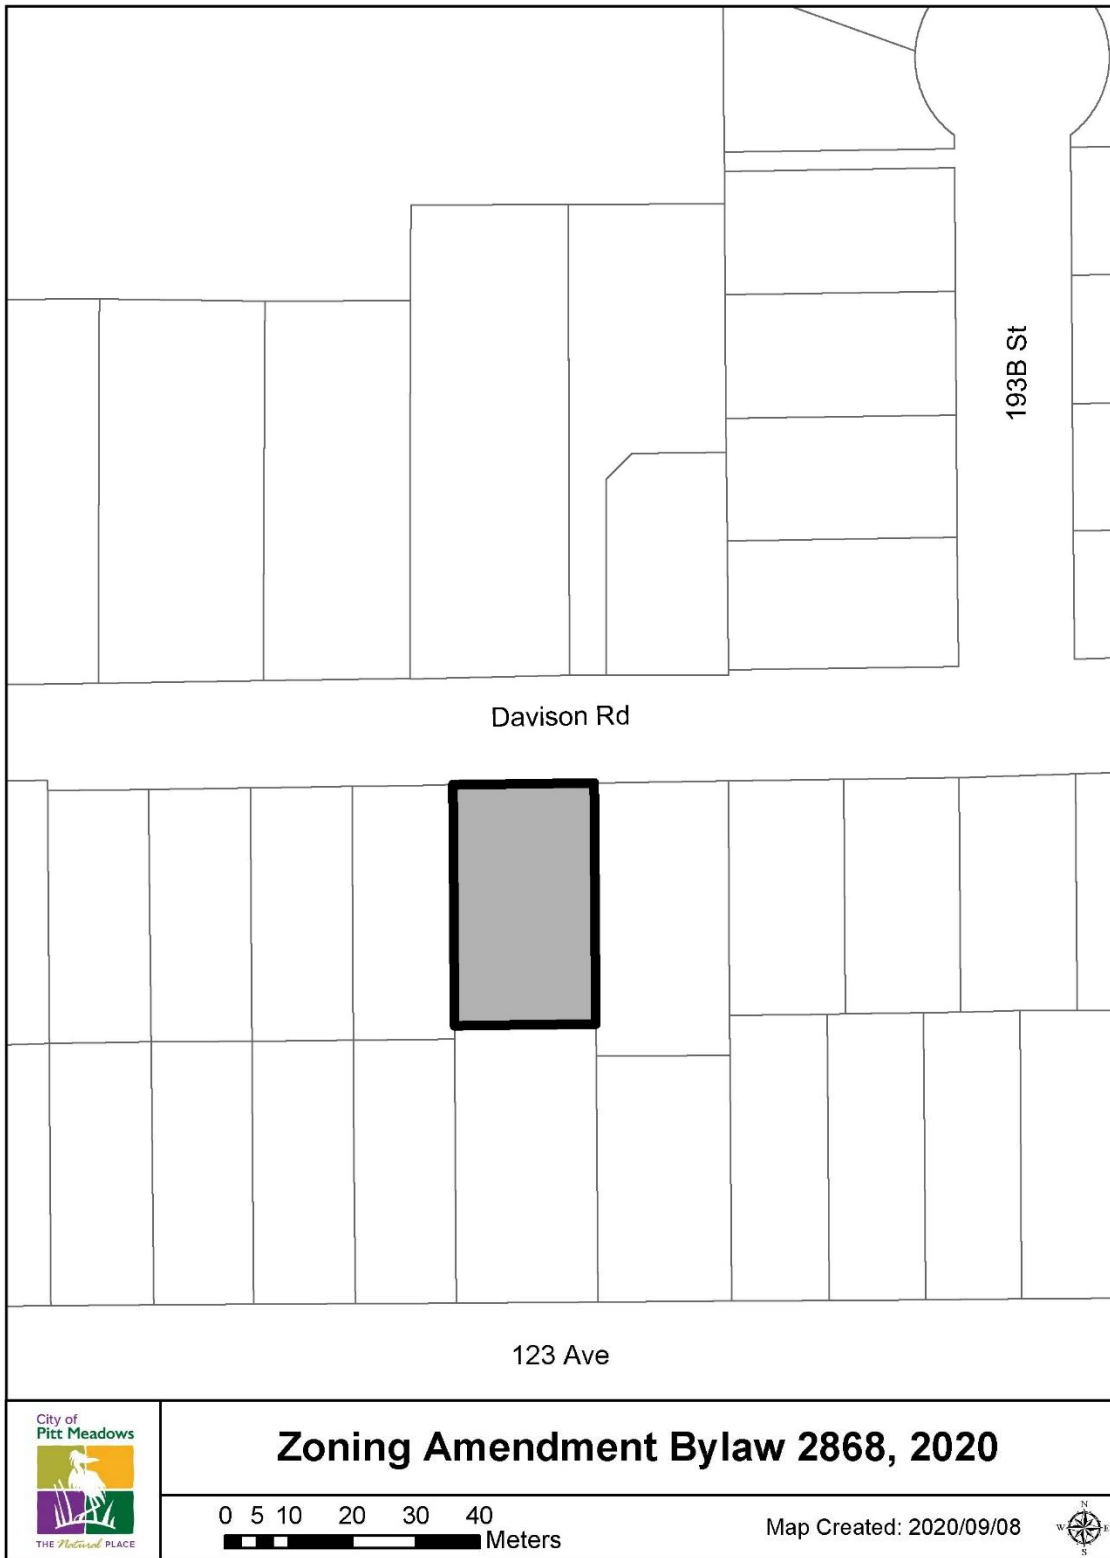 193B St
Davison Rd
123 Ave
City of
Pitt Meadows
THE Natural PLACE
Zoning Amendment Bylaw 2868, 2020
0 5 10 20 30 40
Meters
Map Created: 2020/09/08
N
W E
S